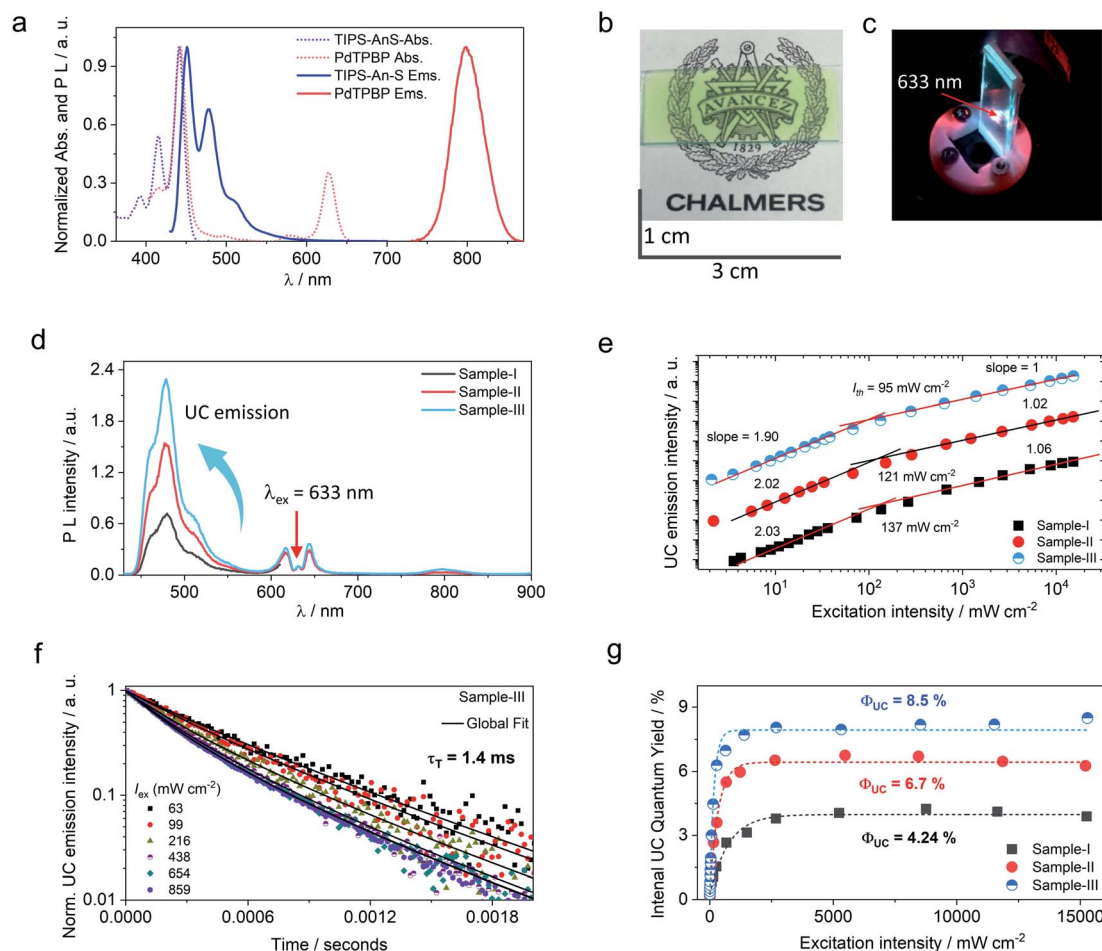 a
Normalized Abs. and P L / a. u.
1.0
0.9
0.6
0.3
0.0
TIPS-AnS-Abs.
PdTPBP Abs.
TIPS-An-S Ems.
PdTPBP Ems.
400 500 600 700 800
λ / nm
b
AVANCEZ
1829
CHALMERS
1 cm
3 cm
c
633 nm
d
P L intensity / a.u.
2.4
1.8
1.2
0.6
0.0
Sample-I
Sample-II
Sample-III
UC emission
λex = 633 nm
500 600 700 800 900
λ / nm
e
UC emission intensity / a. u.
slope = 1
Ith = 95 mW cm-2
1.02
slope = 1.90
1.06
2.02
121 mW cm-2
2.03
137 mW cm-2
Sample-I
Sample-II
Sample-III
10^1 10^2 10^3 10^4
Excitation intensity / mW cm-2
f
Norm. UC emission intensity / a. u.
1
0.1
0.01
Sample-III
Global Fit
τT = 1.4 ms
Iex (mW cm-2)
63
99
216
438
654
859
0.0000 0.0006 0.0012 0.0018
Time / seconds
g
Intenal UC Quantum Yield / %
9
6
3
0
ΦUC = 8.5 %
ΦUC = 6.7 %
ΦUC = 4.24 %
Sample-I
Sample-II
Sample-III
0 5000 10000 15000
Excitation intensity / mW cm-2